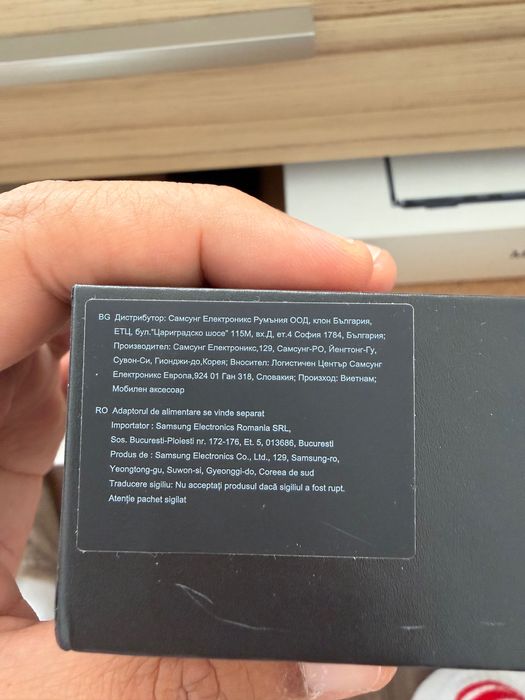 BG Дистрибутор: Самсунг Електроникс Румъния ООД, клон България,
ЕТЦ, бул."Цариградско шосе" 115М, вх.Д, ет.4 София 1784, България;
Производител: Самсунг Електроникс,129, Самсунг-РО, Йенгтонг-Гу,
Сувон-Си, Гионджи-до,Корея; Вносител: Логистичен Център Самсунг
Електроникс Европа,924 01 Ган 318, Словакия; Произход: Виетнам;
Мобилен аксесоар
RO Adaptorul de alimentare se vinde separat
Importator : Samsung Electronics Romania SRL,
Sos. Bucuresti-Ploiesti nr. 172-176, Et. 5, 013686, Bucuresti
Produs de : Samsung Electronics Co., Ltd., 129, Samsung-ro,
Yeongtong-gu, Suwon-si, Gyeonggi-do, Coreea de sud
Traducere sigiliu: Nu acceptați produsul dacă sigiliul a fost rupt.
Atenție pachet sigilat